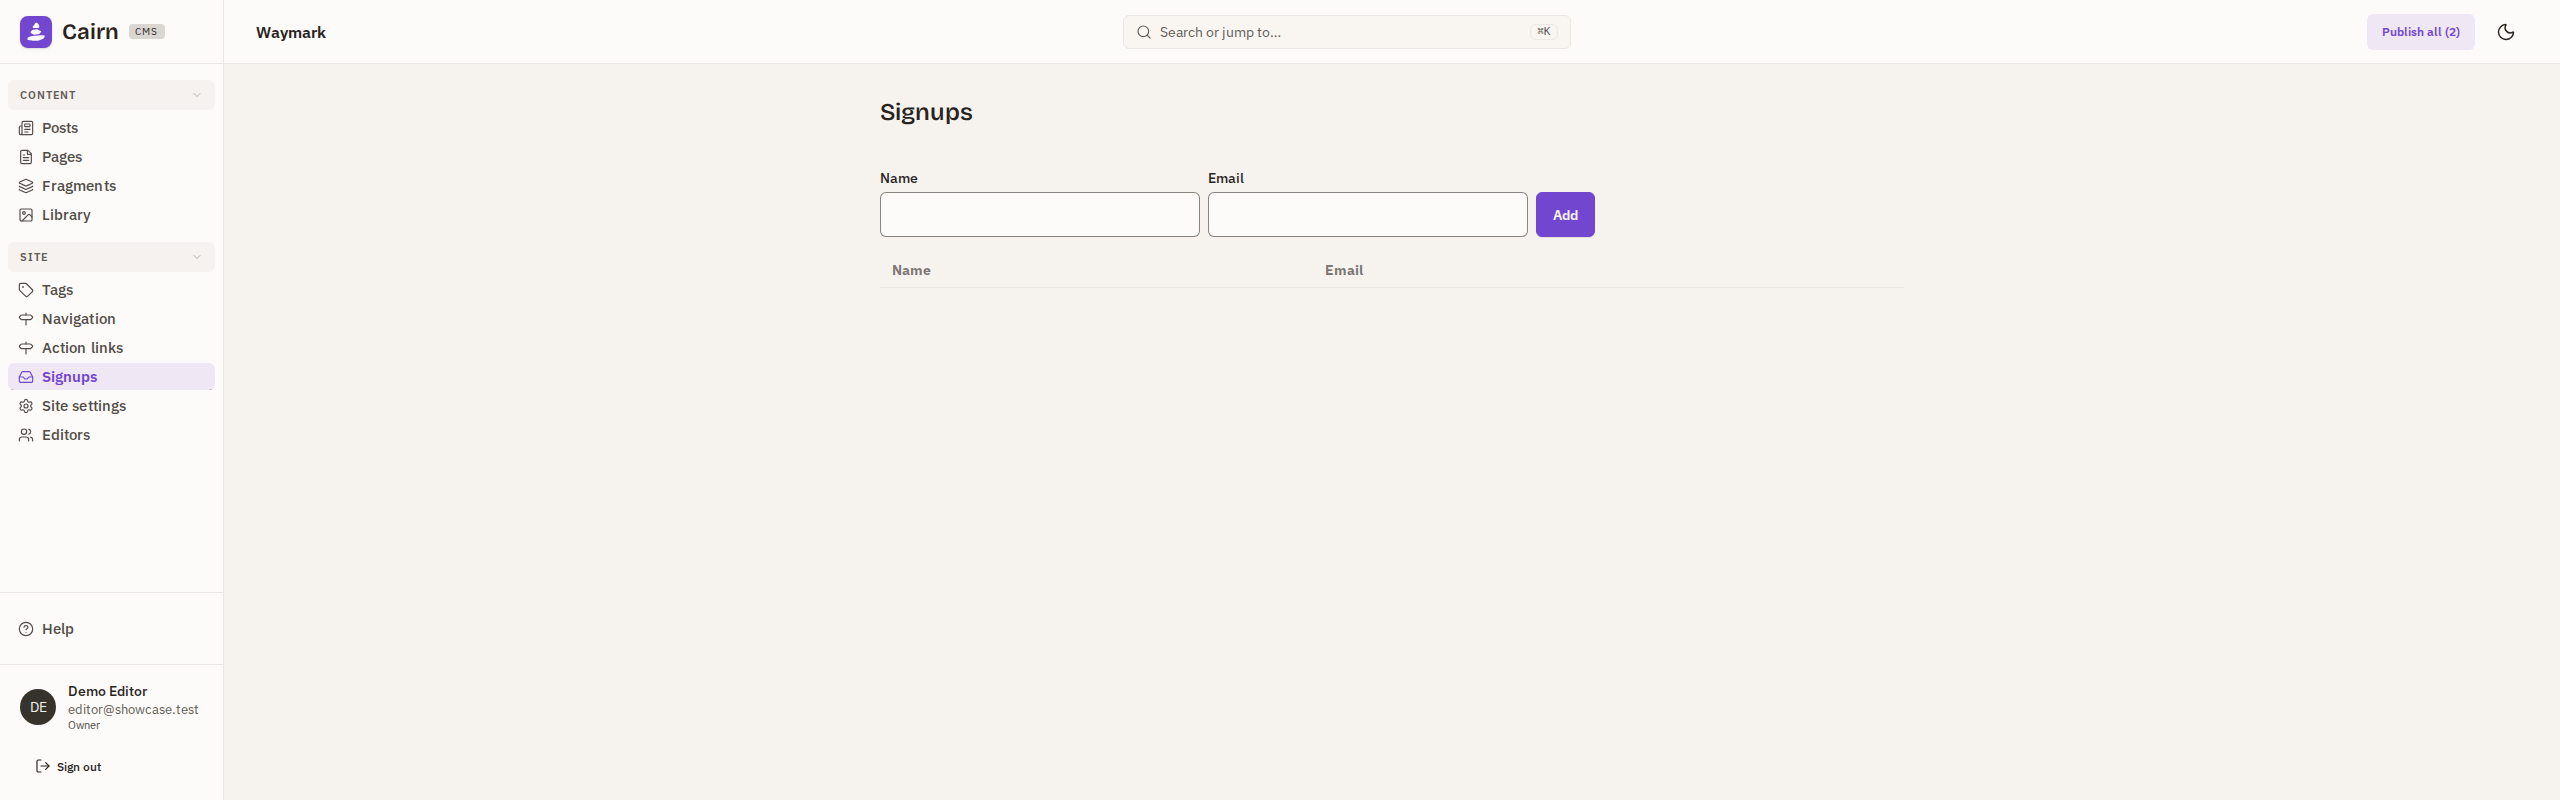 Cairn CMS
Waymark
Search or jump to...
⌘K
Publish all (2)
CONTENT
Posts
Pages
Fragments
Library
SITE
Tags
Navigation
Action links
Signups
Site settings
Editors
Help
DE
Demo Editor
editor@showcase.test
Owner
Sign out
Signups
Name Email
Add
Name Email